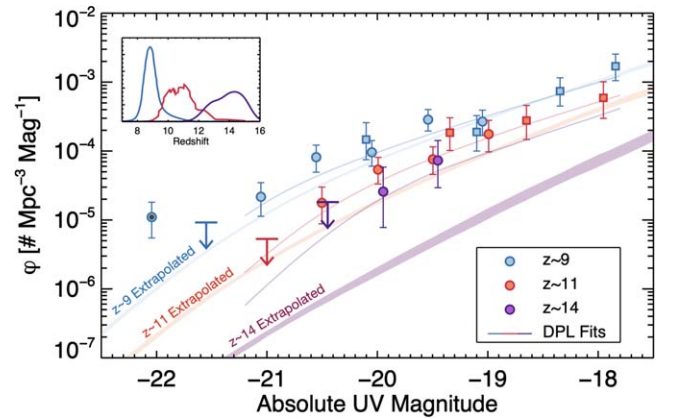 10⁻²
10⁻³
10⁻⁴
10⁻⁵
10⁻⁶
10⁻⁷
φ [# Mpc⁻³ Mag⁻¹]
8 10 12 14 16
Redshift
z~9 Extrapolated
z~11 Extrapolated
z~14 Extrapolated
z~9
z~11
z~14
DPL Fits
−22 −21 −20 −19 −18
Absolute UV Magnitude